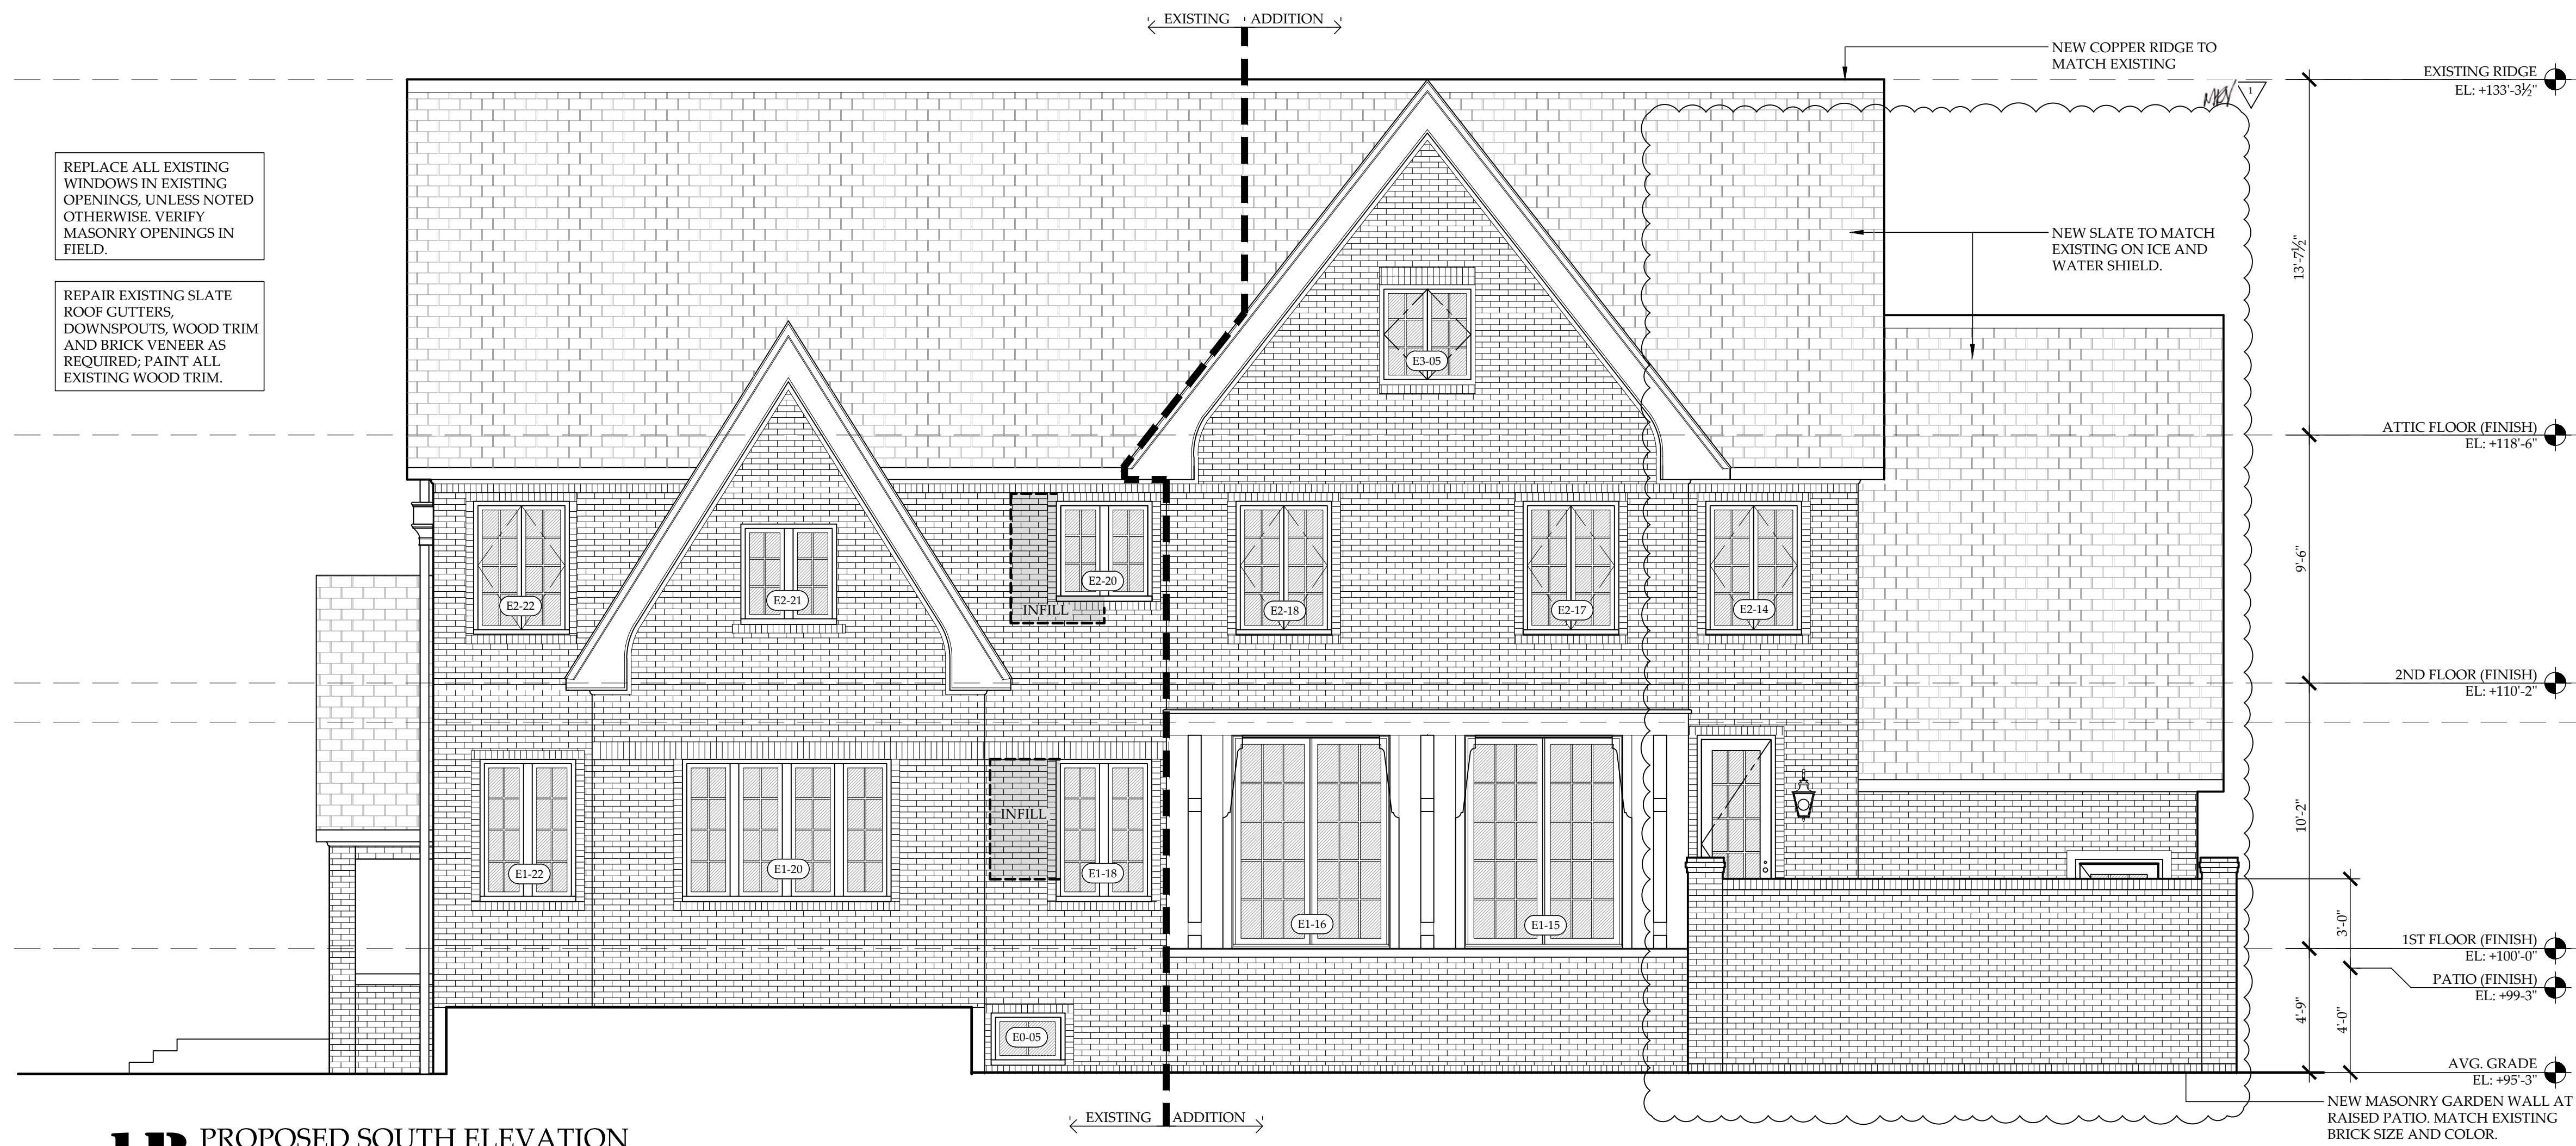 EXISTING ADDITION
NEW COPPER RIDGE TO
MATCH EXISTING
EXISTING RIDGE
EL: +133'-3½"
1
REPLACE ALL EXISTING
WINDOWS IN EXISTING
OPENINGS, UNLESS NOTED
OTHERWISE. VERIFY
MASONRY OPENINGS IN
FIELD.
REPAIR EXISTING SLATE
ROOF GUTTERS,
DOWNSPOUTS, WOOD TRIM
AND BRICK VENEER AS
REQUIRED; PAINT ALL
EXISTING WOOD TRIM.
NEW SLATE TO MATCH
EXISTING ON ICE AND
WATER SHIELD.
13'-7½"
E3-05
ATTIC FLOOR (FINISH)
EL: +118'-6"
9'-6"
E2-22
E2-21
E2-20
INFILL
E2-18
E2-17
E2-14
2ND FLOOR (FINISH)
EL: +110'-2"
10'-2"
E1-22
E1-20
INFILL
E1-18
E1-16
E1-15
3'-0"
1ST FLOOR (FINISH)
EL: +100'-0"
PATIO (FINISH)
EL: +99-3"
4'-9"
4'-0"
E0-05
AVG. GRADE
EL: +95'-3"
NEW MASONRY GARDEN WALL AT
RAISED PATIO. MATCH EXISTING
BRICK SIZE AND COLOR.
EXISTING ADDITION
1B PROPOSED SOUTH ELEVATION